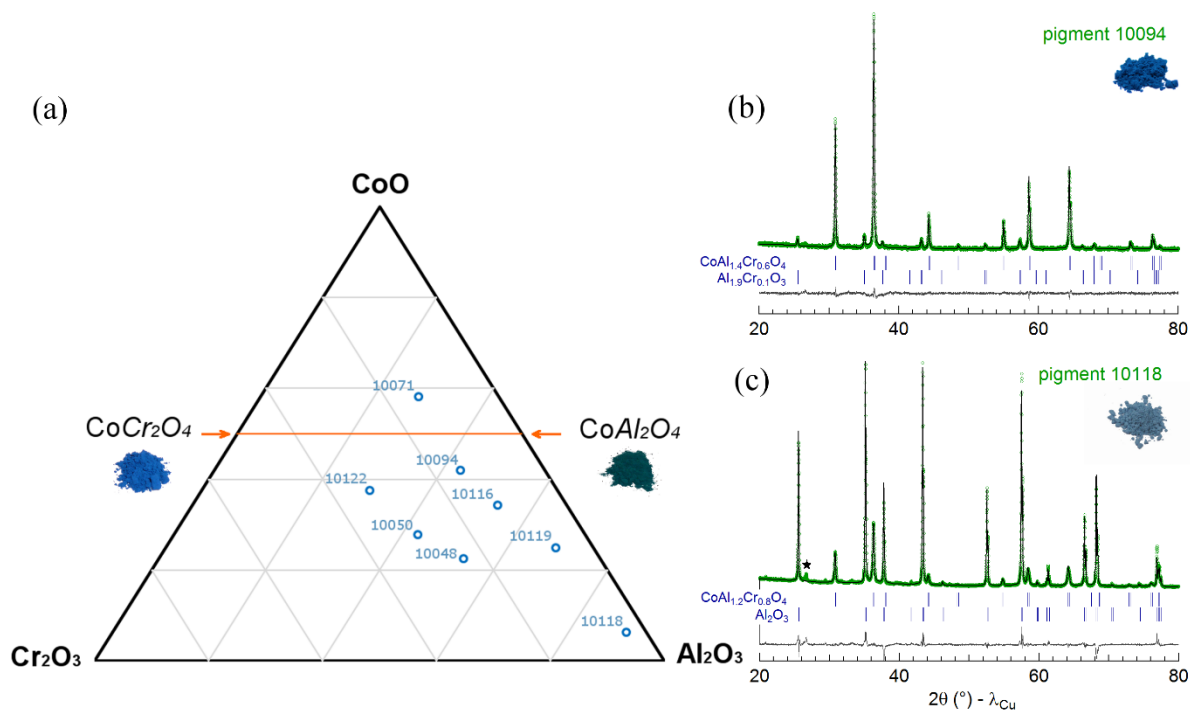 (a)
CoO
10071
CoCr₂O₄
CoAl₂O₄
10094
10122
10116
10050
10119
10048
10118
Cr₂O₃
Al₂O₃
(b)
pigment 10094
CoAl₁.₄Cr₀.₆O₄
Al₁.₉Cr₀.₁O₃
20 40 60 80
(c)
pigment 10118
★
CoAl₁.₂Cr₀.₈O₄
Al₂O₃
20 40 60 80
2θ (°) - λCu